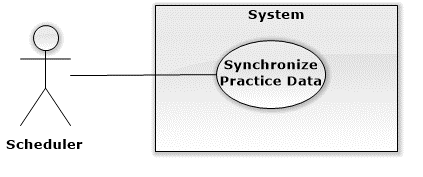 System
Synchronize
Practice Data
Scheduler